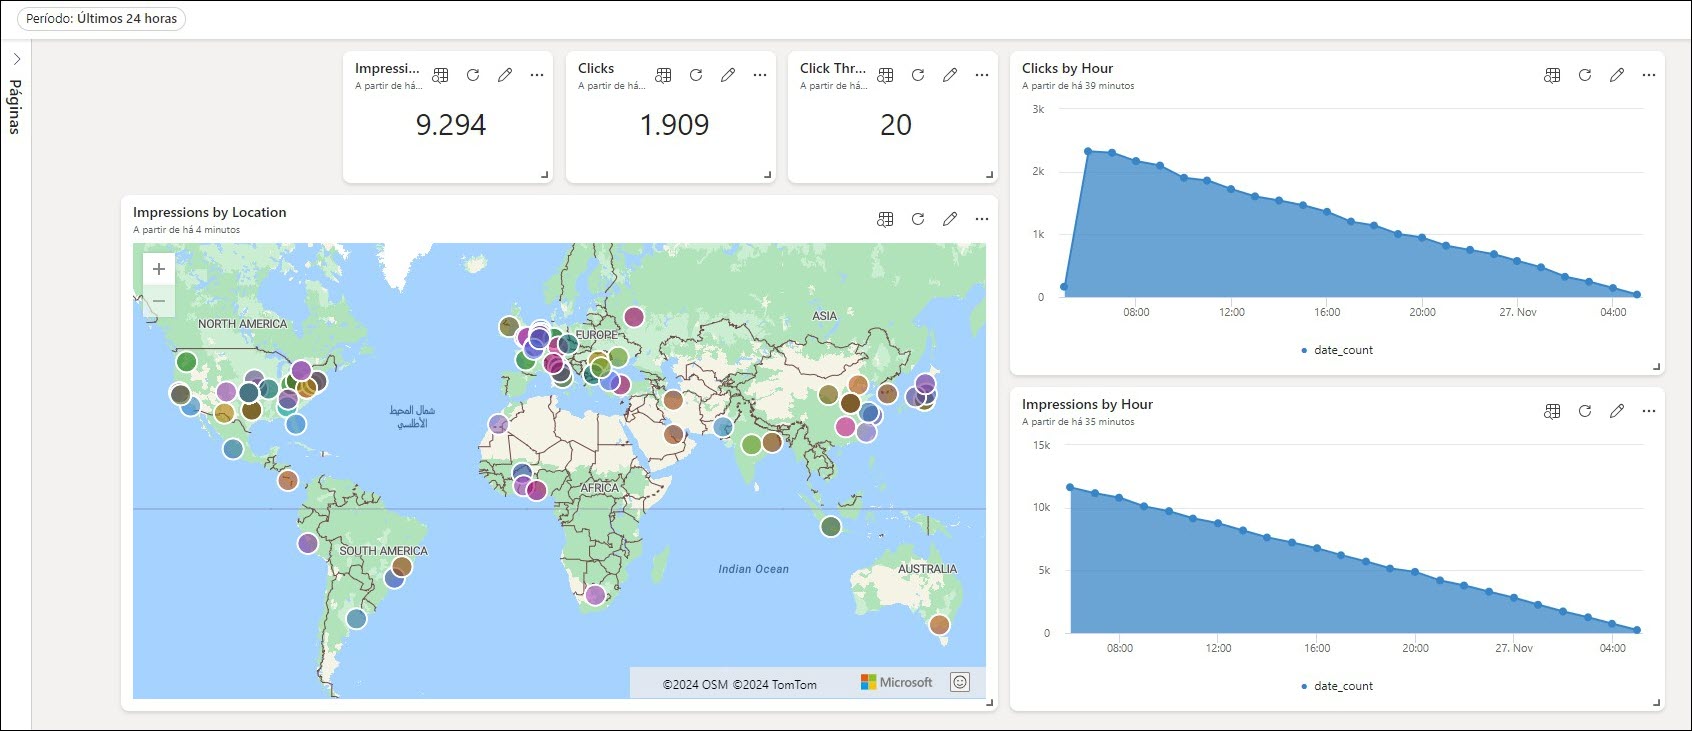 Período: Últimos 24 horas
Páginas
Impressi...
A partir de há...
9.294
Clicks
A partir de há...
1.909
Click Thr...
A partir de há...
20
Clicks by Hour
A partir de há 39 minutos
3k
2k
1k
0
08:00 12:00 16:00 20:00 27. Nov 04:00
date_count
Impressions by Location
A partir de há 4 minutos
+
−
NORTH AMERICA
EUROPE
ASIA
شمال المحيط
الأطلسي
AFRICA
SOUTH AMERICA
Indian Ocean
AUSTRALIA
©2024 OSM ©2024 TomTom
Microsoft
Impressions by Hour
A partir de há 35 minutos
15k
10k
5k
0
08:00 12:00 16:00 20:00 27. Nov 04:00
date_count